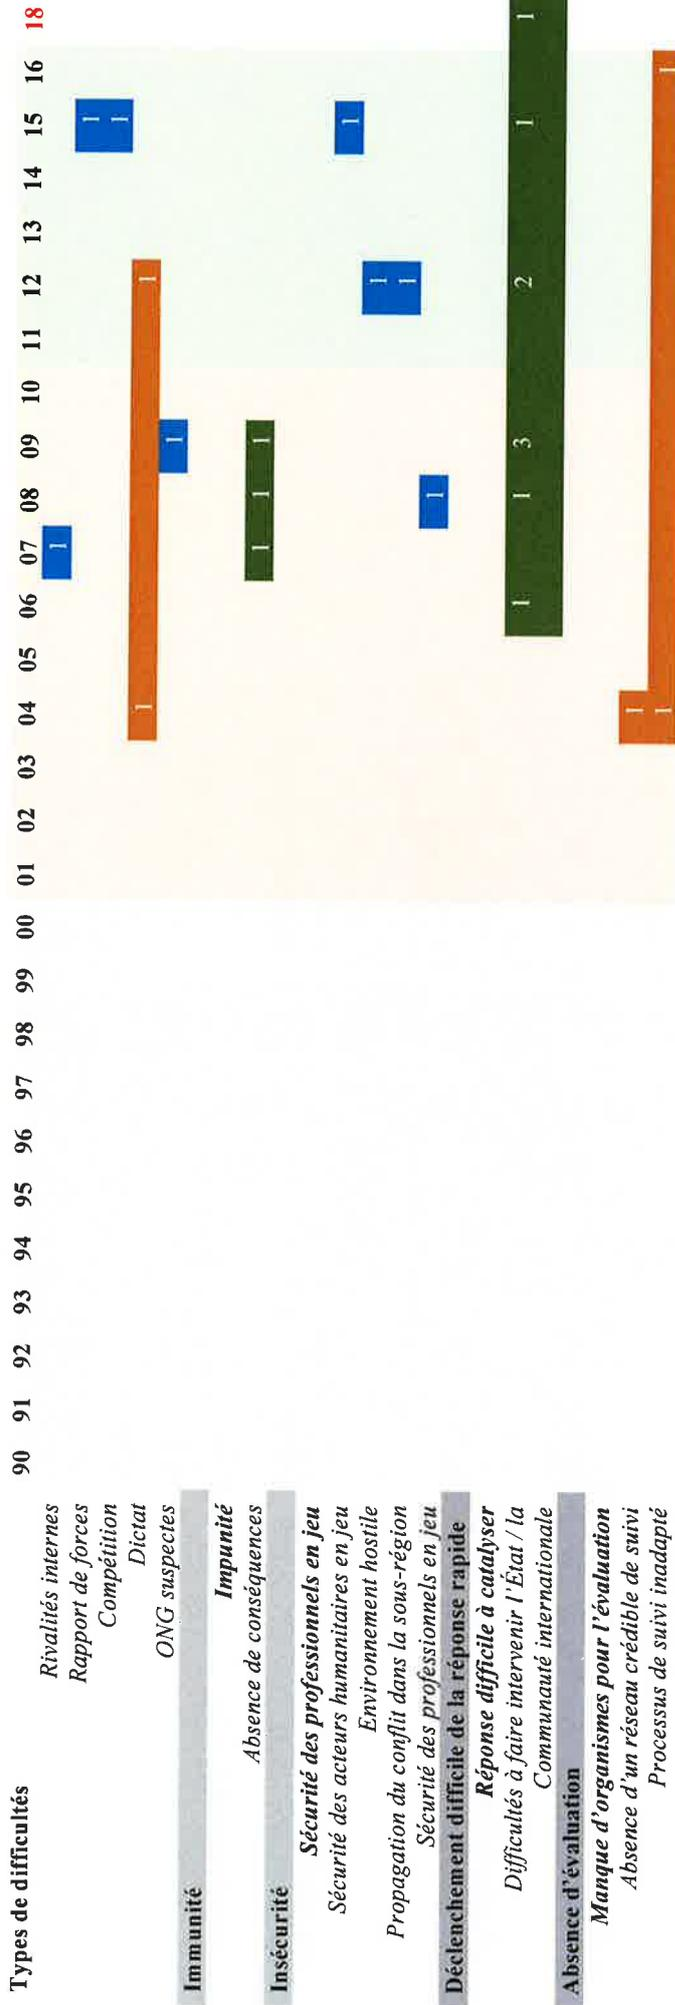 Types de difficultés 90 91 92 93 94 95 96 97 98 99 00 01 02 03 04 05 06 07 08 09 10 11 12 13 14 15 16 18
Rivalités internes 1
Rapport de forces 1
Compétition 1
Dictat 1 1
ONG suspectes 1
Immunité
Impunité
Absence de conséquences 1 1 1
Insécurité
Sécurité des professionnels en jeu
Sécurité des acteurs humanitaires en jeu 1
Environnement hostile 1
Propagation du conflit dans la sous-région 1
Sécurité des professionnels en jeu 1
Déclenchement difficile de la réponse rapide
Réponse difficile à catalyser
Difficultés à faire intervenir l'État / la 1 1 3 2 1 1
Communauté internationale
Absence d'évaluation
Manque d'organismes pour l'évaluation
Absence d'un réseau crédible de suivi 1
Processus de suivi inadapté 1 1